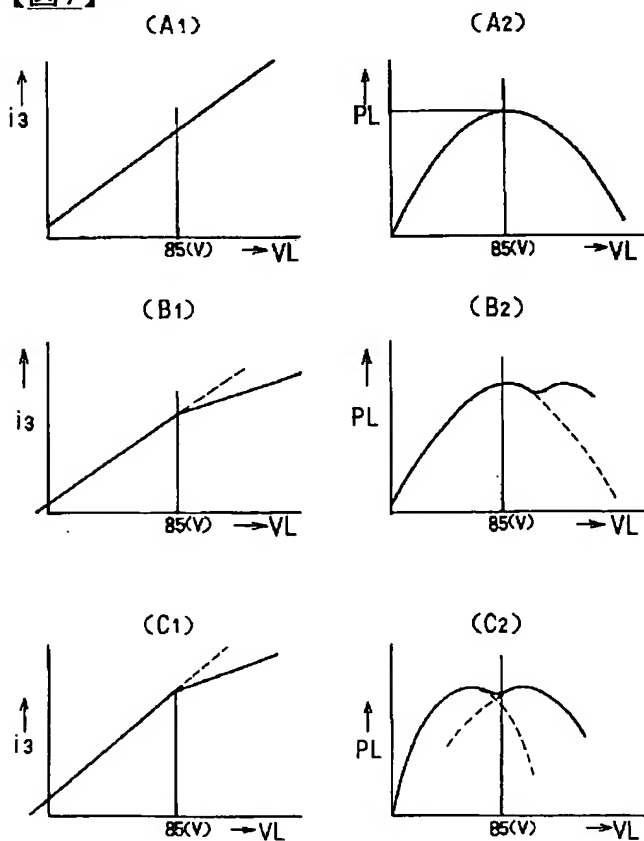 【図7】
(A1)
(A2)
i3
85(V) →VL
PL
85(V) →VL
(B1)
(B2)
i3
85(V) →VL
PL
85(V) →VL
(C1)
(C2)
i3
85(V) →VL
PL
85(V) →VL